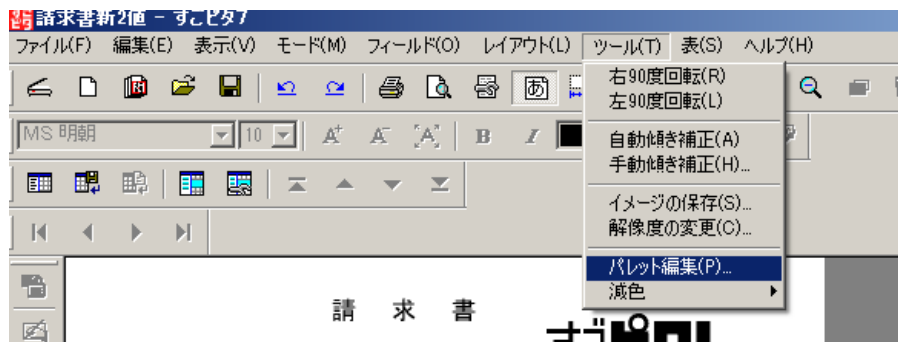 請求書新2値 - すごピタ7
ファイル(F) 編集(E) 表示(V) モード(M) フィールド(O) レイアウト(L) ツール(T) 表(S) ヘルプ(H)
右90度回転(R)
左90度回転(L)
あ
MS 明朝 10 A A A B I
自動傾き補正(A)
手動傾き補正(H)...
イメージの保存(S)...
解像度の変更(C)...
パレット編集(P)...
減色
請 求 書